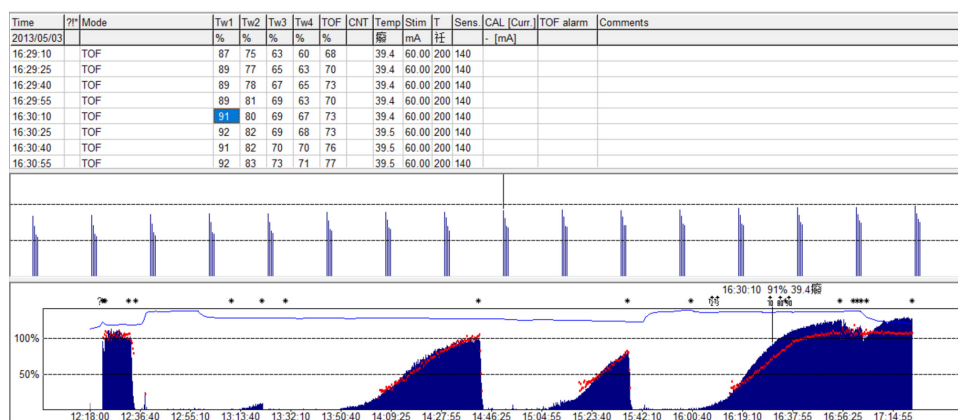 Time ?!* Mode Tw1 Tw2 Tw3 Tw4 TOF CNT Temp Stim T Sens. CAL [Curr.] TOF alarm Comments
2013/05/03 % % % % % 癈 mA 衽 - [mA]
16:29:10 TOF 87 75 63 60 68 39.4 60.00 200 140
16:29:25 TOF 89 77 65 63 70 39.4 60.00 200 140
16:29:40 TOF 89 78 67 65 73 39.4 60.00 200 140
16:29:55 TOF 89 81 69 63 70 39.4 60.00 200 140
16:30:10 TOF 91 80 69 67 73 39.4 60.00 200 140
16:30:25 TOF 92 82 69 68 73 39.5 60.00 200 140
16:30:40 TOF 91 82 70 70 76 39.5 60.00 200 140
16:30:55 TOF 92 83 73 71 77 39.5 60.00 200 140
16:30:10 91% 39.4癈
100%
50%
12:18:00 12:36:40 12:55:10 13:13:40 13:32:10 13:50:40 14:09:25 14:27:55 14:46:25 15:04:55 15:23:40 15:42:10 16:00:40 16:19:10 16:37:55 16:56:25 17:14:55